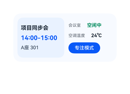 项目同步会
14:00-15:00
A座 301
会议室 空闲中
空调温度 24°C
专注模式